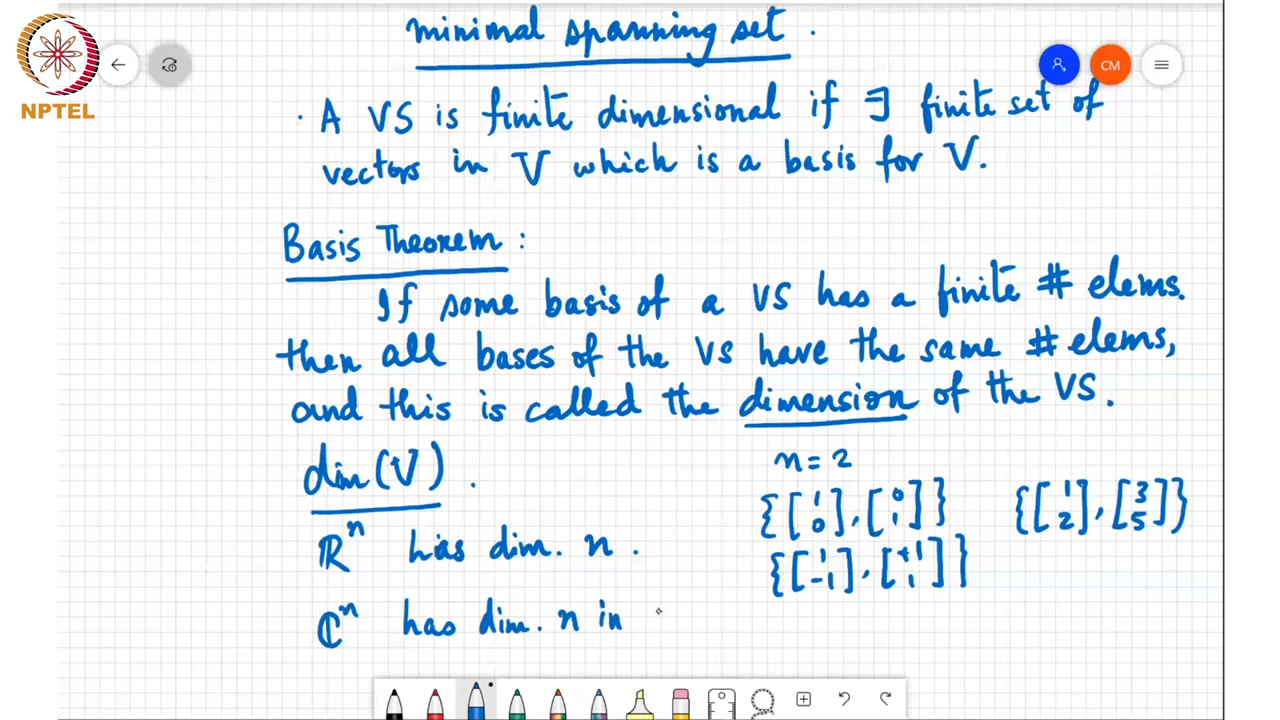 minimal spanning set.
NPTEL
CM
· A VS is finite dimensional if ∃ finite set of
vectors in V which is a basis for V.
Basis Theorem :
If some basis of a VS has a finite # elems.
then all bases of the VS have the same # elems,
and this is called the dimension of the VS.
dim(V).
n = 2
{[1 0], [0 1]} {[1 2], [3 5]}
ℝⁿ has dim. n.
{[1 -1], [+1 1]}
ℂⁿ has dim. n in